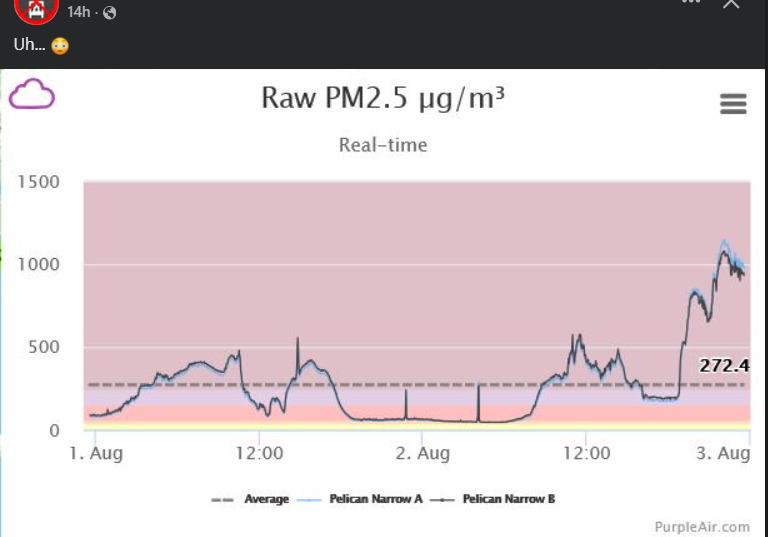 14h ·
Uh... 😳
Raw PM2.5 µg/m³
Real-time
1500
1000
500
272.4
0
1. Aug 12:00 2. Aug 12:00 3. Aug
Average Pelican Narrow A Pelican Narrow B
PurpleAir.com